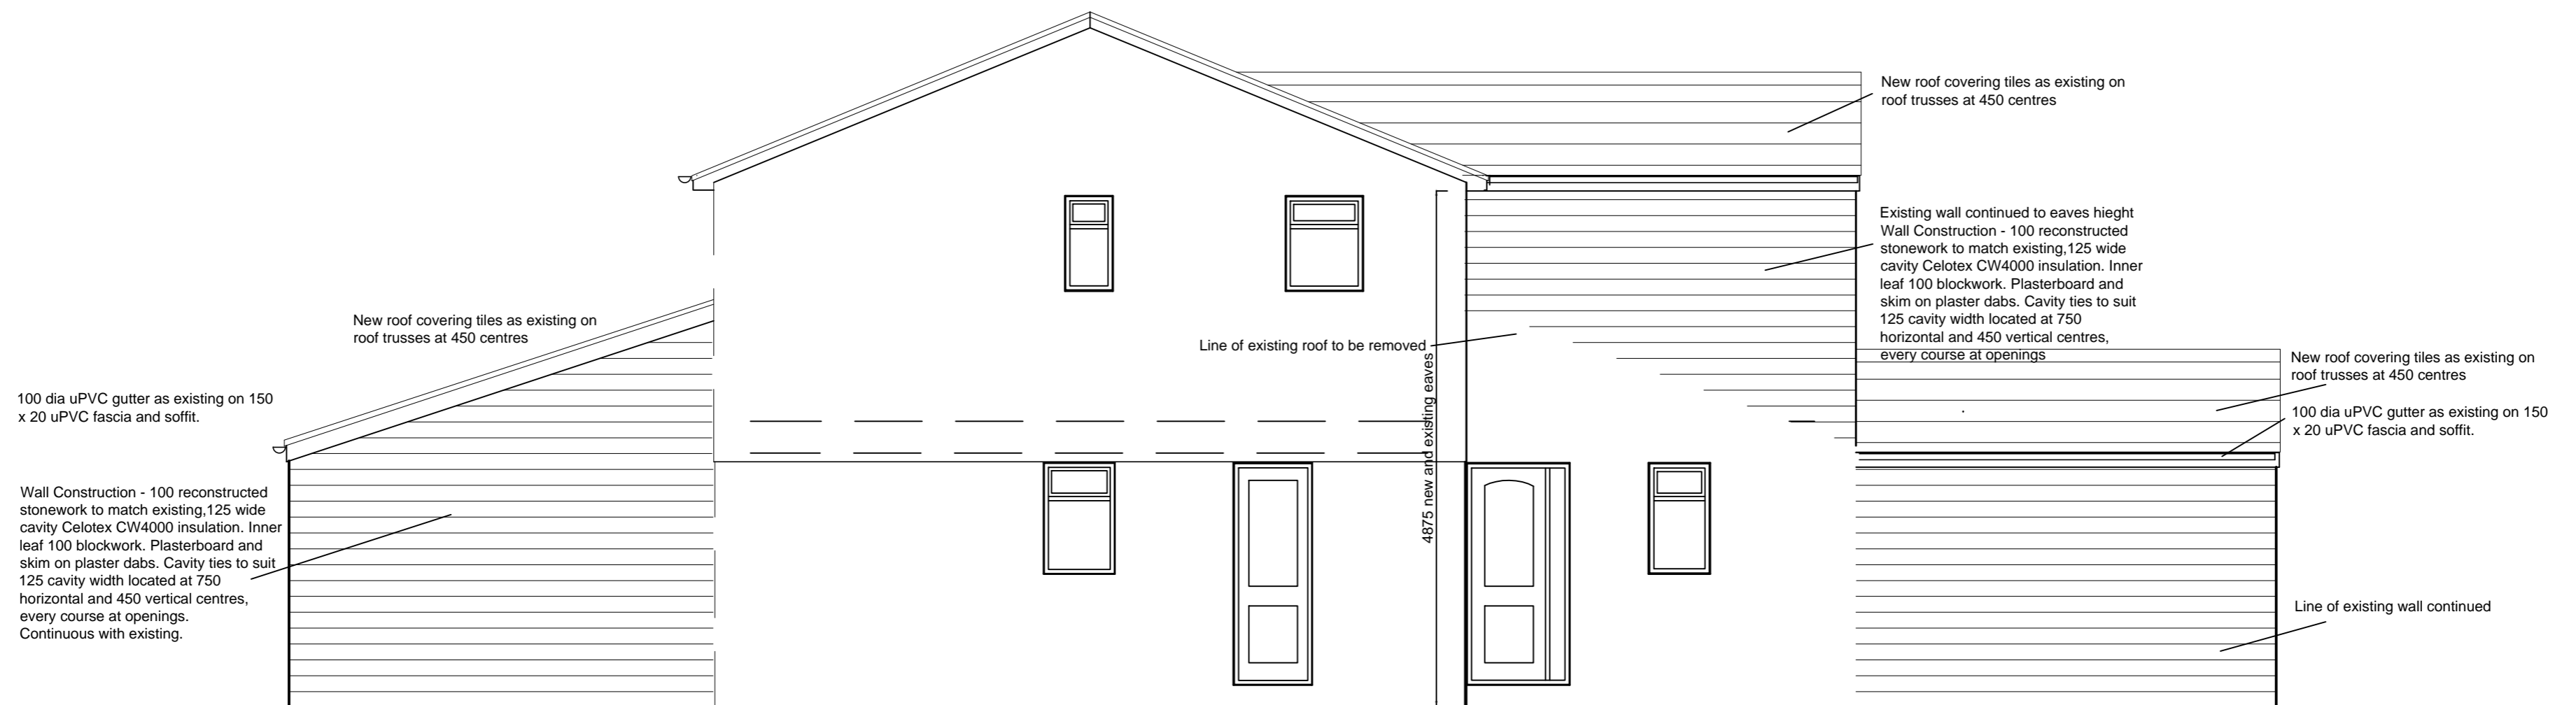 New roof covering tiles as existing on
roof trusses at 450 centres
Existing wall continued to eaves hieght
Wall Construction - 100 reconstructed
stonework to match existing,125 wide
cavity Celotex CW4000 insulation. Inner
leaf 100 blockwork. Plasterboard and
skim on plaster dabs. Cavity ties to suit
125 cavity width located at 750
horizontal and 450 vertical centres,
every course at openings
New roof covering tiles as existing on
roof trusses at 450 centres
Line of existing roof to be removed
4875 new and existing eaves
New roof covering tiles as existing on
roof trusses at 450 centres
100 dia uPVC gutter as existing on 150
x 20 uPVC fascia and soffit.
100 dia uPVC gutter as existing on 150
x 20 uPVC fascia and soffit.
Wall Construction - 100 reconstructed
stonework to match existing,125 wide
cavity Celotex CW4000 insulation. Inner
leaf 100 blockwork. Plasterboard and
skim on plaster dabs. Cavity ties to suit
125 cavity width located at 750
horizontal and 450 vertical centres,
every course at openings.
Continuous with existing.
Line of existing wall continued